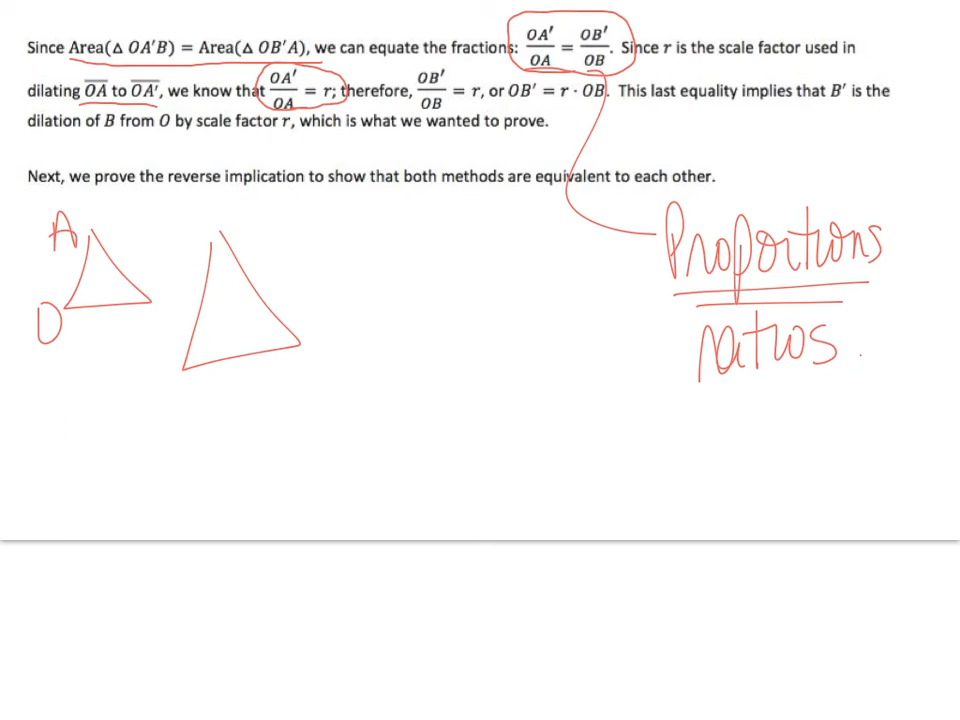 Since Area(Δ OA′B) = Area(Δ OB′A), we can equate the fractions: OA′/OA = OB′/OB. Since r is the scale factor used in
dilating O̅A̅ to O̅A̅′̅, we know that OA′/OA = r; therefore, OB′/OB = r, or OB′ = r · OB. This last equality implies that B′ is the
dilation of B from O by scale factor r, which is what we wanted to prove.
Next, we prove the reverse implication to show that both methods are equivalent to each other.
A
O
Proportions
ratios